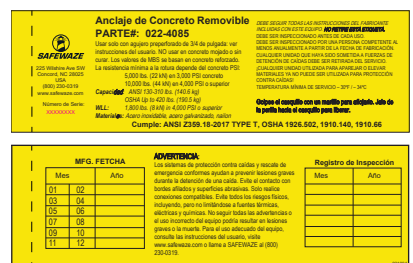 Anclaje de Concreto Removible
PARTE#: 022-4085
Usar solo con agujero preperforado de 3/4 de pulgada: ver
instrucciones del usuario. NO usar en concreto mojado o sin
curar. Los valores de MBS se basan en concreto reforzado.
La resistencia mínima a la rotura depende del concreto PSI:
5,000 lbs. (22 kN) en 3,000 PSI concreto
10,000 lbs. (44 kN) en 4,000 PSI o superior
Capacidad: ANSI 130-310 lbs. (140.6 kg)
OSHA Up to 420 lbs. (190.5 kg)
WLL: 1,800 lbs. (8 kN) en 4,000 PSI o superior
Materiales: Acero inoxidable, acero galvanizado, nailon
Cumple: ANSI Z359.18-2017 TYPE T, OSHA 1926.502, 1910.140, 1910.66
SAFEWAZE
225 Wilshire Ave SW
Concord, NC 28025
USA
(800) 230-0319
www.safewaze.com
Número de Serie:
XXXXXXXX
DEBE SEGUIR TODAS LAS INSTRUCCIONES DEL FABRICANTE
INCLUIDAS CON ESTE EQUIPO. NO RETIRE ESTA ETIQUETA.
DEBE SER INSPECCIONADO ANTES DE CADA USO.
DEBE SER INSPECCIONADO POR UNA PERSONA COMPETENTE AL
MENOS ANUALMENTE A PARTIR DE LA FECHA DE FABRICACIÓN.
CUALQUIER UNIDAD QUE HAYA SIDO SOMETIDA A FUERZAS DE
DETENCIÓN DE CAÍDAS DEBE SER RETIRADA DEL SERVICIO.
¡CUALQUIER UNIDAD UTILIZADA PARA APAREJAR O ELEVAR
MATERIALES YA NO PUEDE SER UTILIZADA PARA PROTECCIÓN
CONTRA CAÍDAS!
TEMPERATURA MÍNIMA DE SERVICIO - 30ºF / - 34ºC.
Golpee el casquillo con un martillo para aflojarlo. Jale de
la perilla hacia el casquillo para liberar.
MFG. FETCHA
Mes Año
01 02
03 04
05 06
07 08
09 10
11 12
ADVERTENCIA:
Los sistemas de protección contra caídas y rescate de
emergencia conformes ayudan a prevenir lesiones graves
durante la detención de una caída. Evite el contacto con
bordes afilados y superficies abrasivas. Solo realice
conexiones compatibles. Evite todos los riesgos físicos,
incluyendo, pero no limitándose a fuentes térmicas,
eléctricas y químicas. No seguir todas las advertencias o
el uso incorrecto del equipo podría resultar en lesiones
graves o la muerte. Para el uso adecuado del equipo,
consulte las instrucciones del usuario, visite
www.safewaze.com o llame a SAFEWAZE al (800)
230-0319.
Registro de Inspección
Mes Año